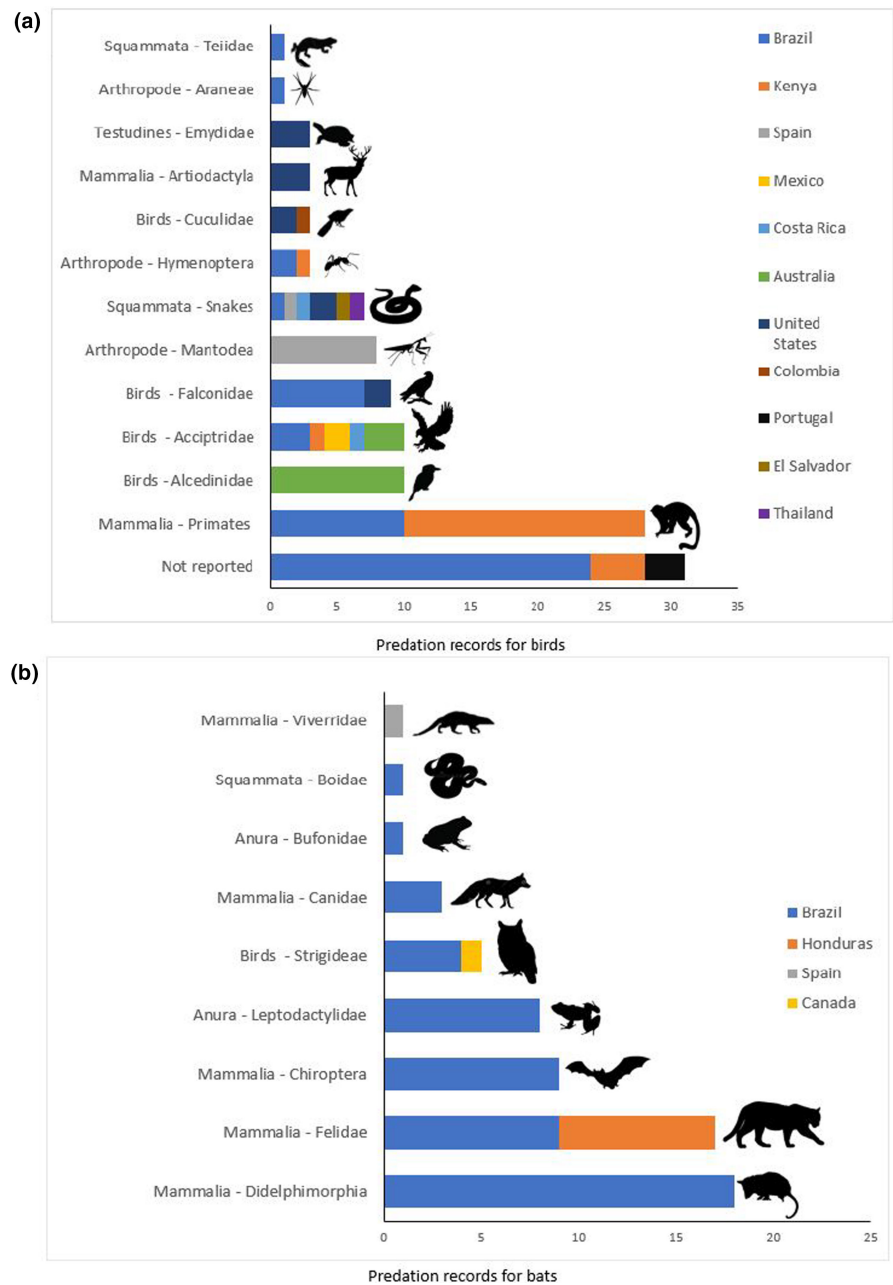 (a)
Squammata - Teiidae
Arthropode - Araneae
Testudines - Emydidae
Mammalia - Artiodactyla
Birds - Cuculidae
Arthropode - Hymenoptera
Squammata - Snakes
Arthropode - Mantodea
Birds - Falconidae
Birds - Acciptridae
Birds - Alcedinidae
Mammalia - Primates
Not reported
0 5 10 15 20 25 30 35
Brazil
Kenya
Spain
Mexico
Costa Rica
Australia
United
States
Colombia
Portugal
El Salvador
Thailand
Predation records for birds
(b)
Mammalia - Viverridae
Squammata - Boidae
Anura - Bufonidae
Mammalia - Canidae
Birds - Strigideae
Anura - Leptodactylidae
Mammalia - Chiroptera
Mammalia - Felidae
Mammalia - Didelphimorphia
0 5 10 15 20 25
Brazil
Honduras
Spain
Canada
Predation records for bats